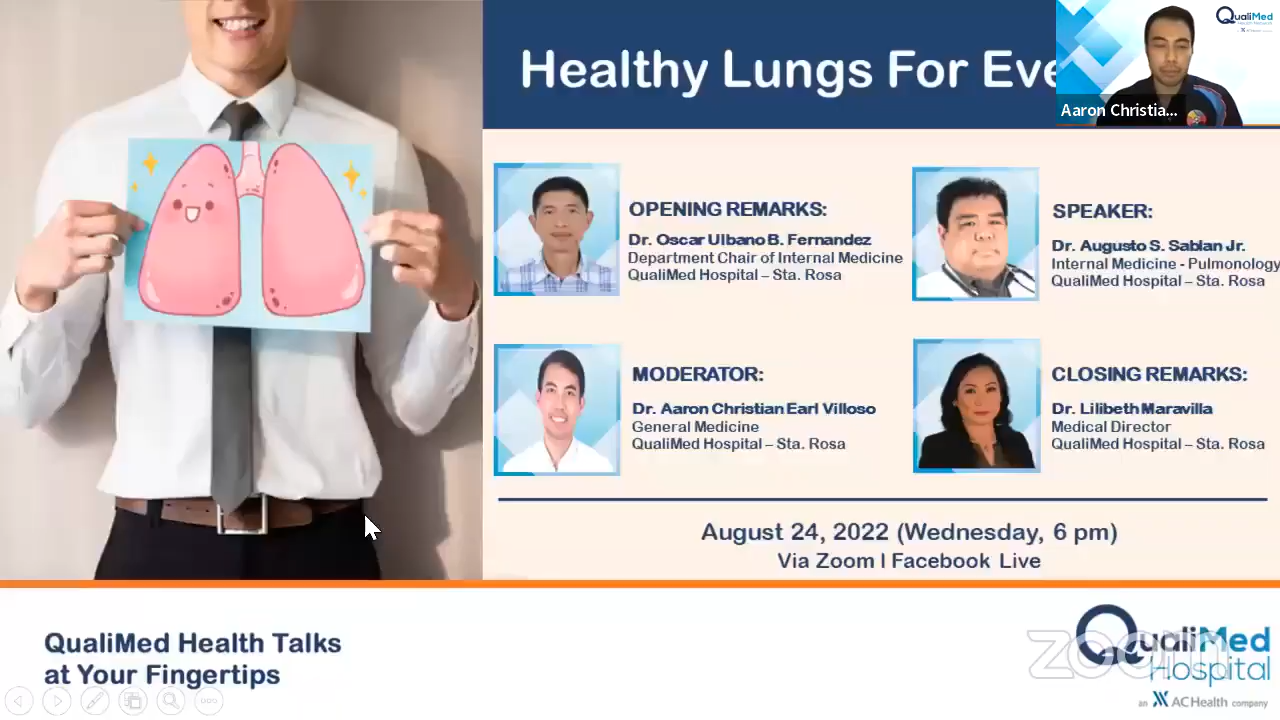 Healthy Lungs For Eve
QualiMed
Health Hospital
Aaron Christia...
OPENING REMARKS:
Dr. Oscar Ulbano B. Fernandez
Department Chair of Internal Medicine
QualiMed Hospital – Sta. Rosa
SPEAKER:
Dr. Augusto S. Sablan Jr.
Internal Medicine - Pulmonology
QualiMed Hospital – Sta. Rosa
MODERATOR:
Dr. Aaron Christian Earl Villoso
General Medicine
QualiMed Hospital – Sta. Rosa
CLOSING REMARKS:
Dr. Lilibeth Maravilla
Medical Director
QualiMed Hospital – Sta. Rosa
August 24, 2022 (Wednesday, 6 pm)
Via Zoom I Facebook Live
QualiMed Health Talks
at Your Fingertips
zoom
QualiMed
Hospital
an AC Health company